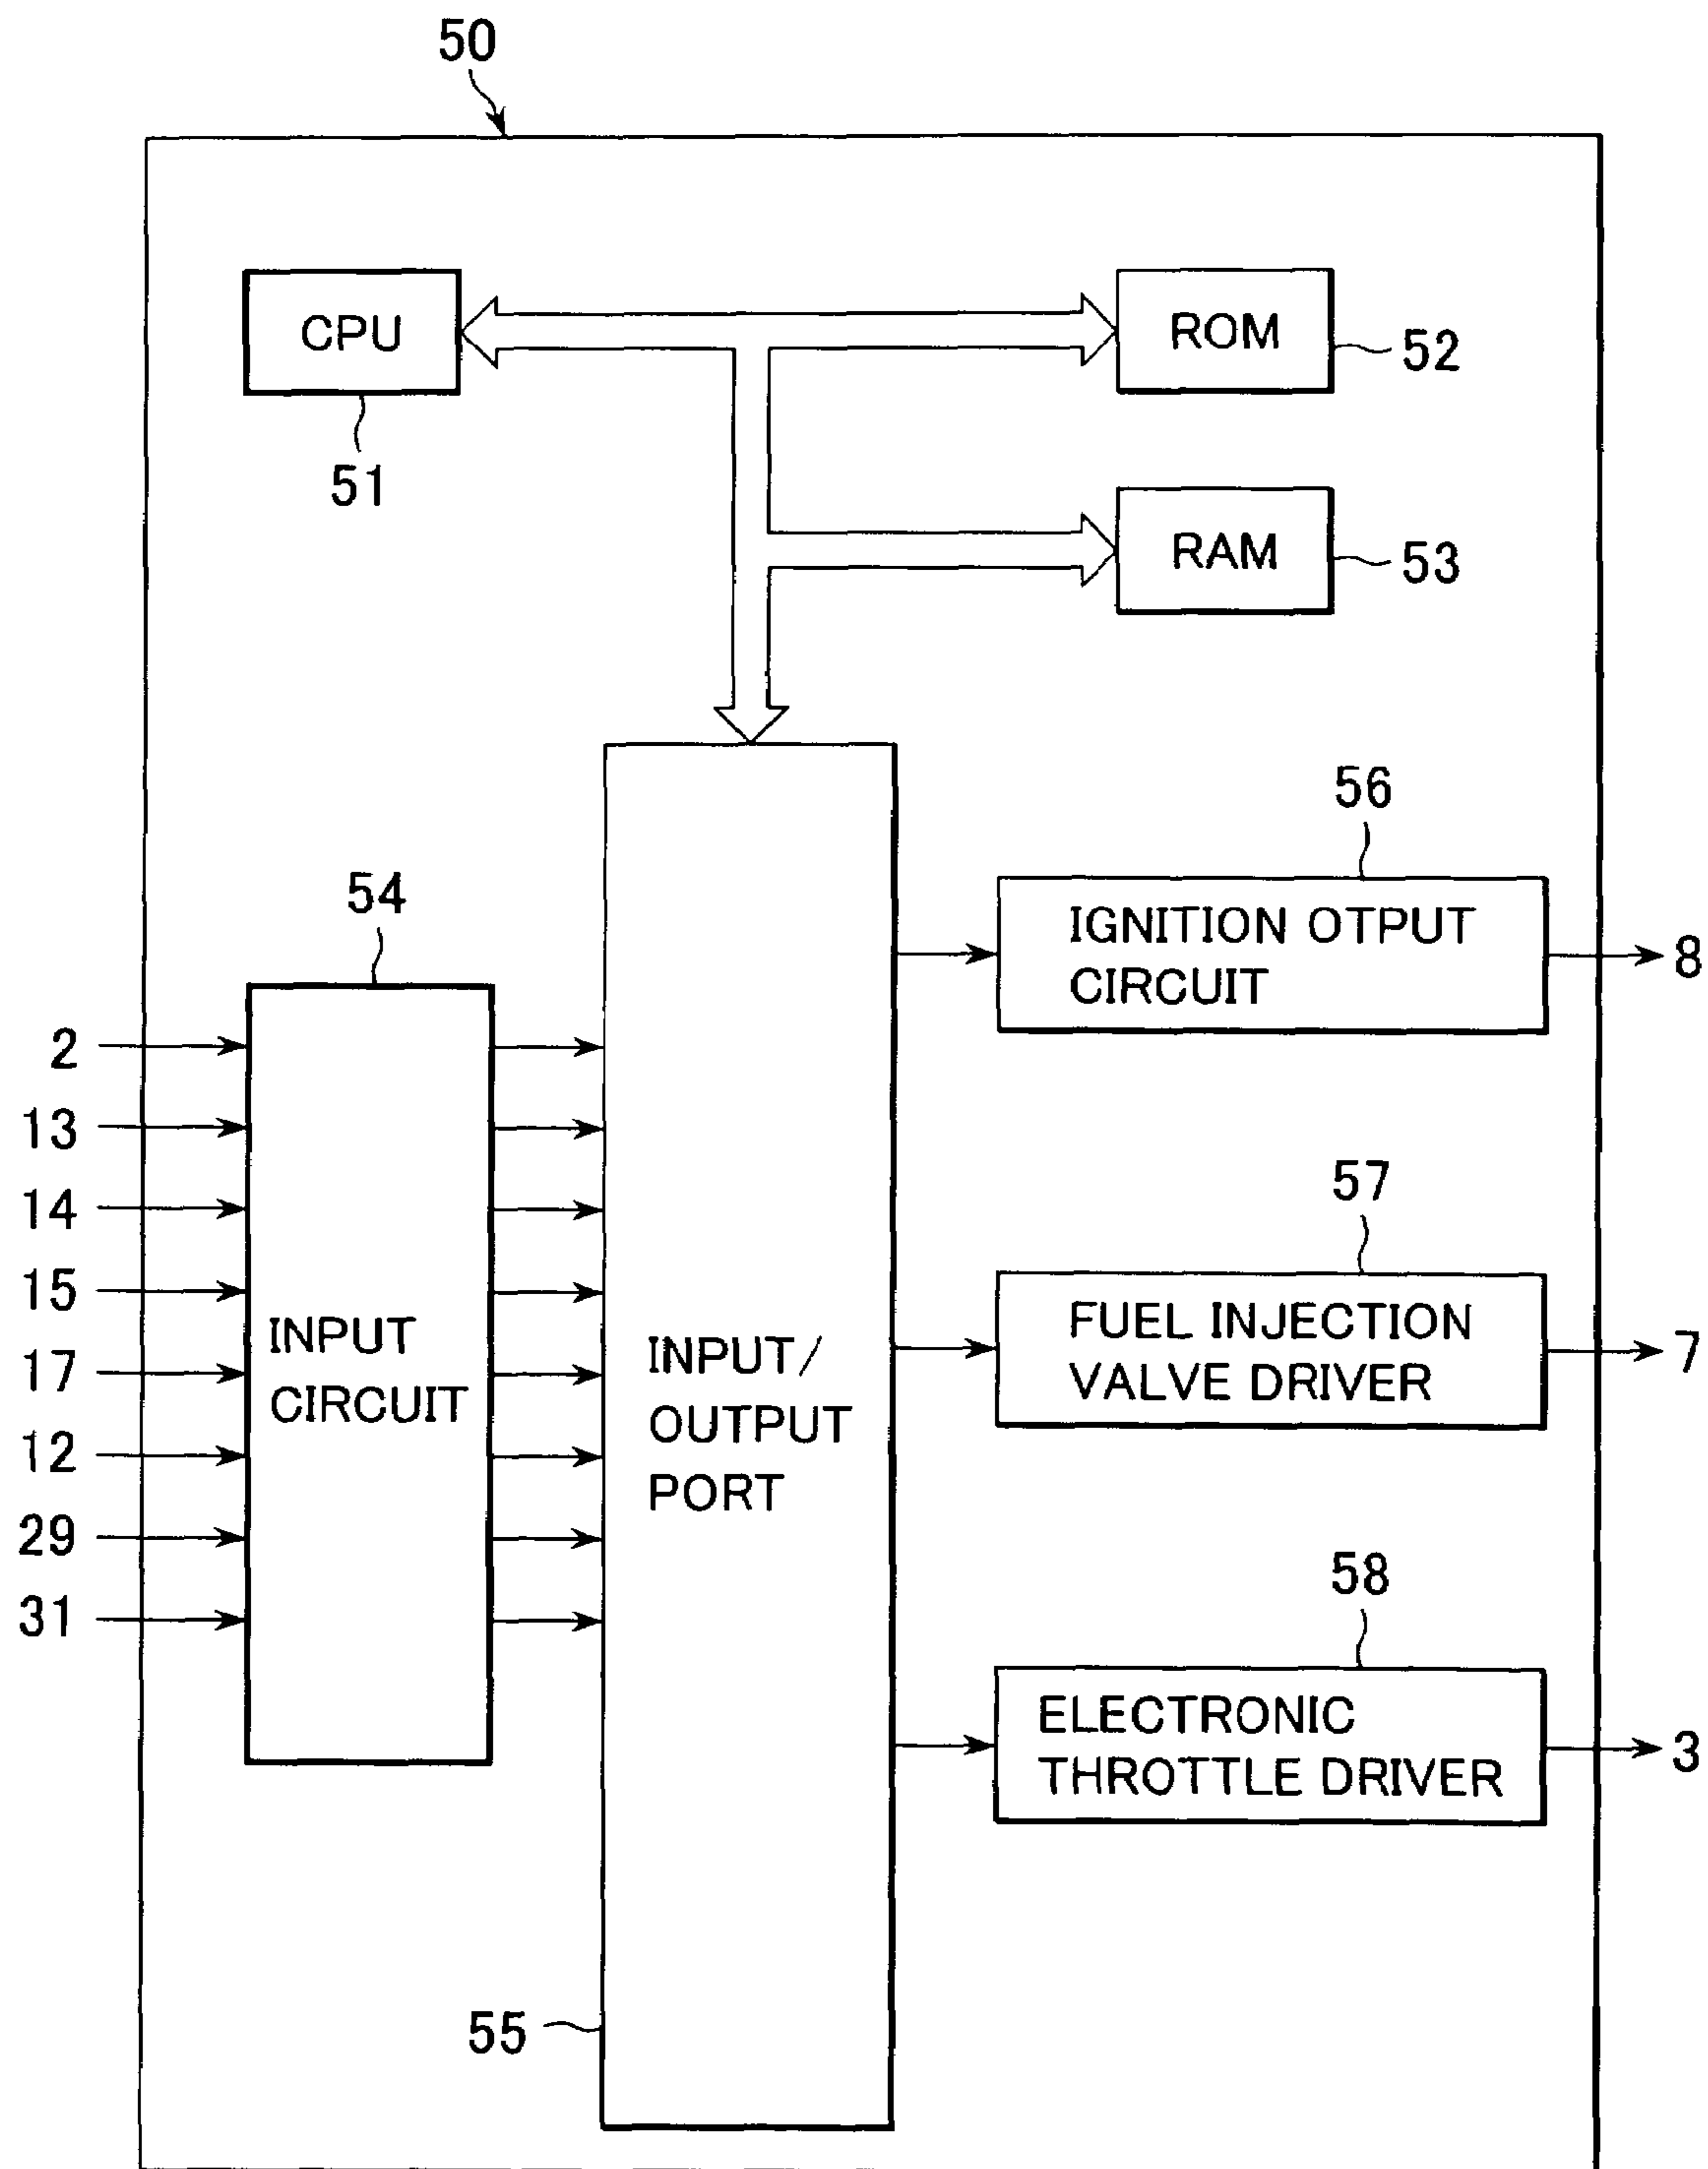 50
CPU
51
ROM
52
RAM
53
54
INPUT
CIRCUIT
2
13
14
15
17
12
29
31
INPUT/
OUTPUT
PORT
55
56
IGNITION OTPUT
CIRCUIT
8
57
FUEL INJECTION
VALVE DRIVER
7
58
ELECTRONIC
THROTTLE DRIVER
3